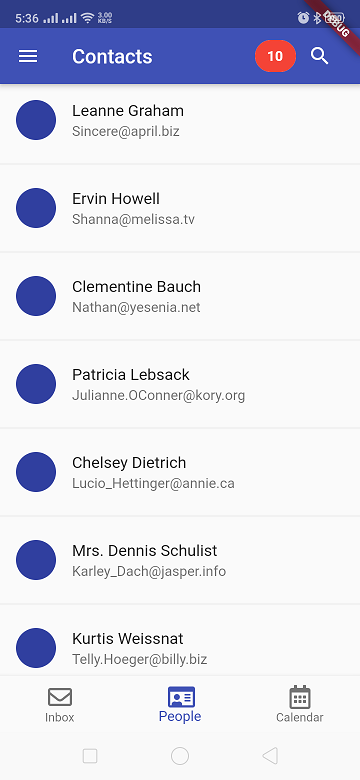 5:36 3.00 KB/S
DEBUG
Contacts 10
Leanne Graham
Sincere@april.biz
Ervin Howell
Shanna@melissa.tv
Clementine Bauch
Nathan@yesenia.net
Patricia Lebsack
Julianne.OConner@kory.org
Chelsey Dietrich
Lucio_Hettinger@annie.ca
Mrs. Dennis Schulist
Karley_Dach@jasper.info
Kurtis Weissnat
Telly.Hoeger@billy.biz
Inbox People Calendar